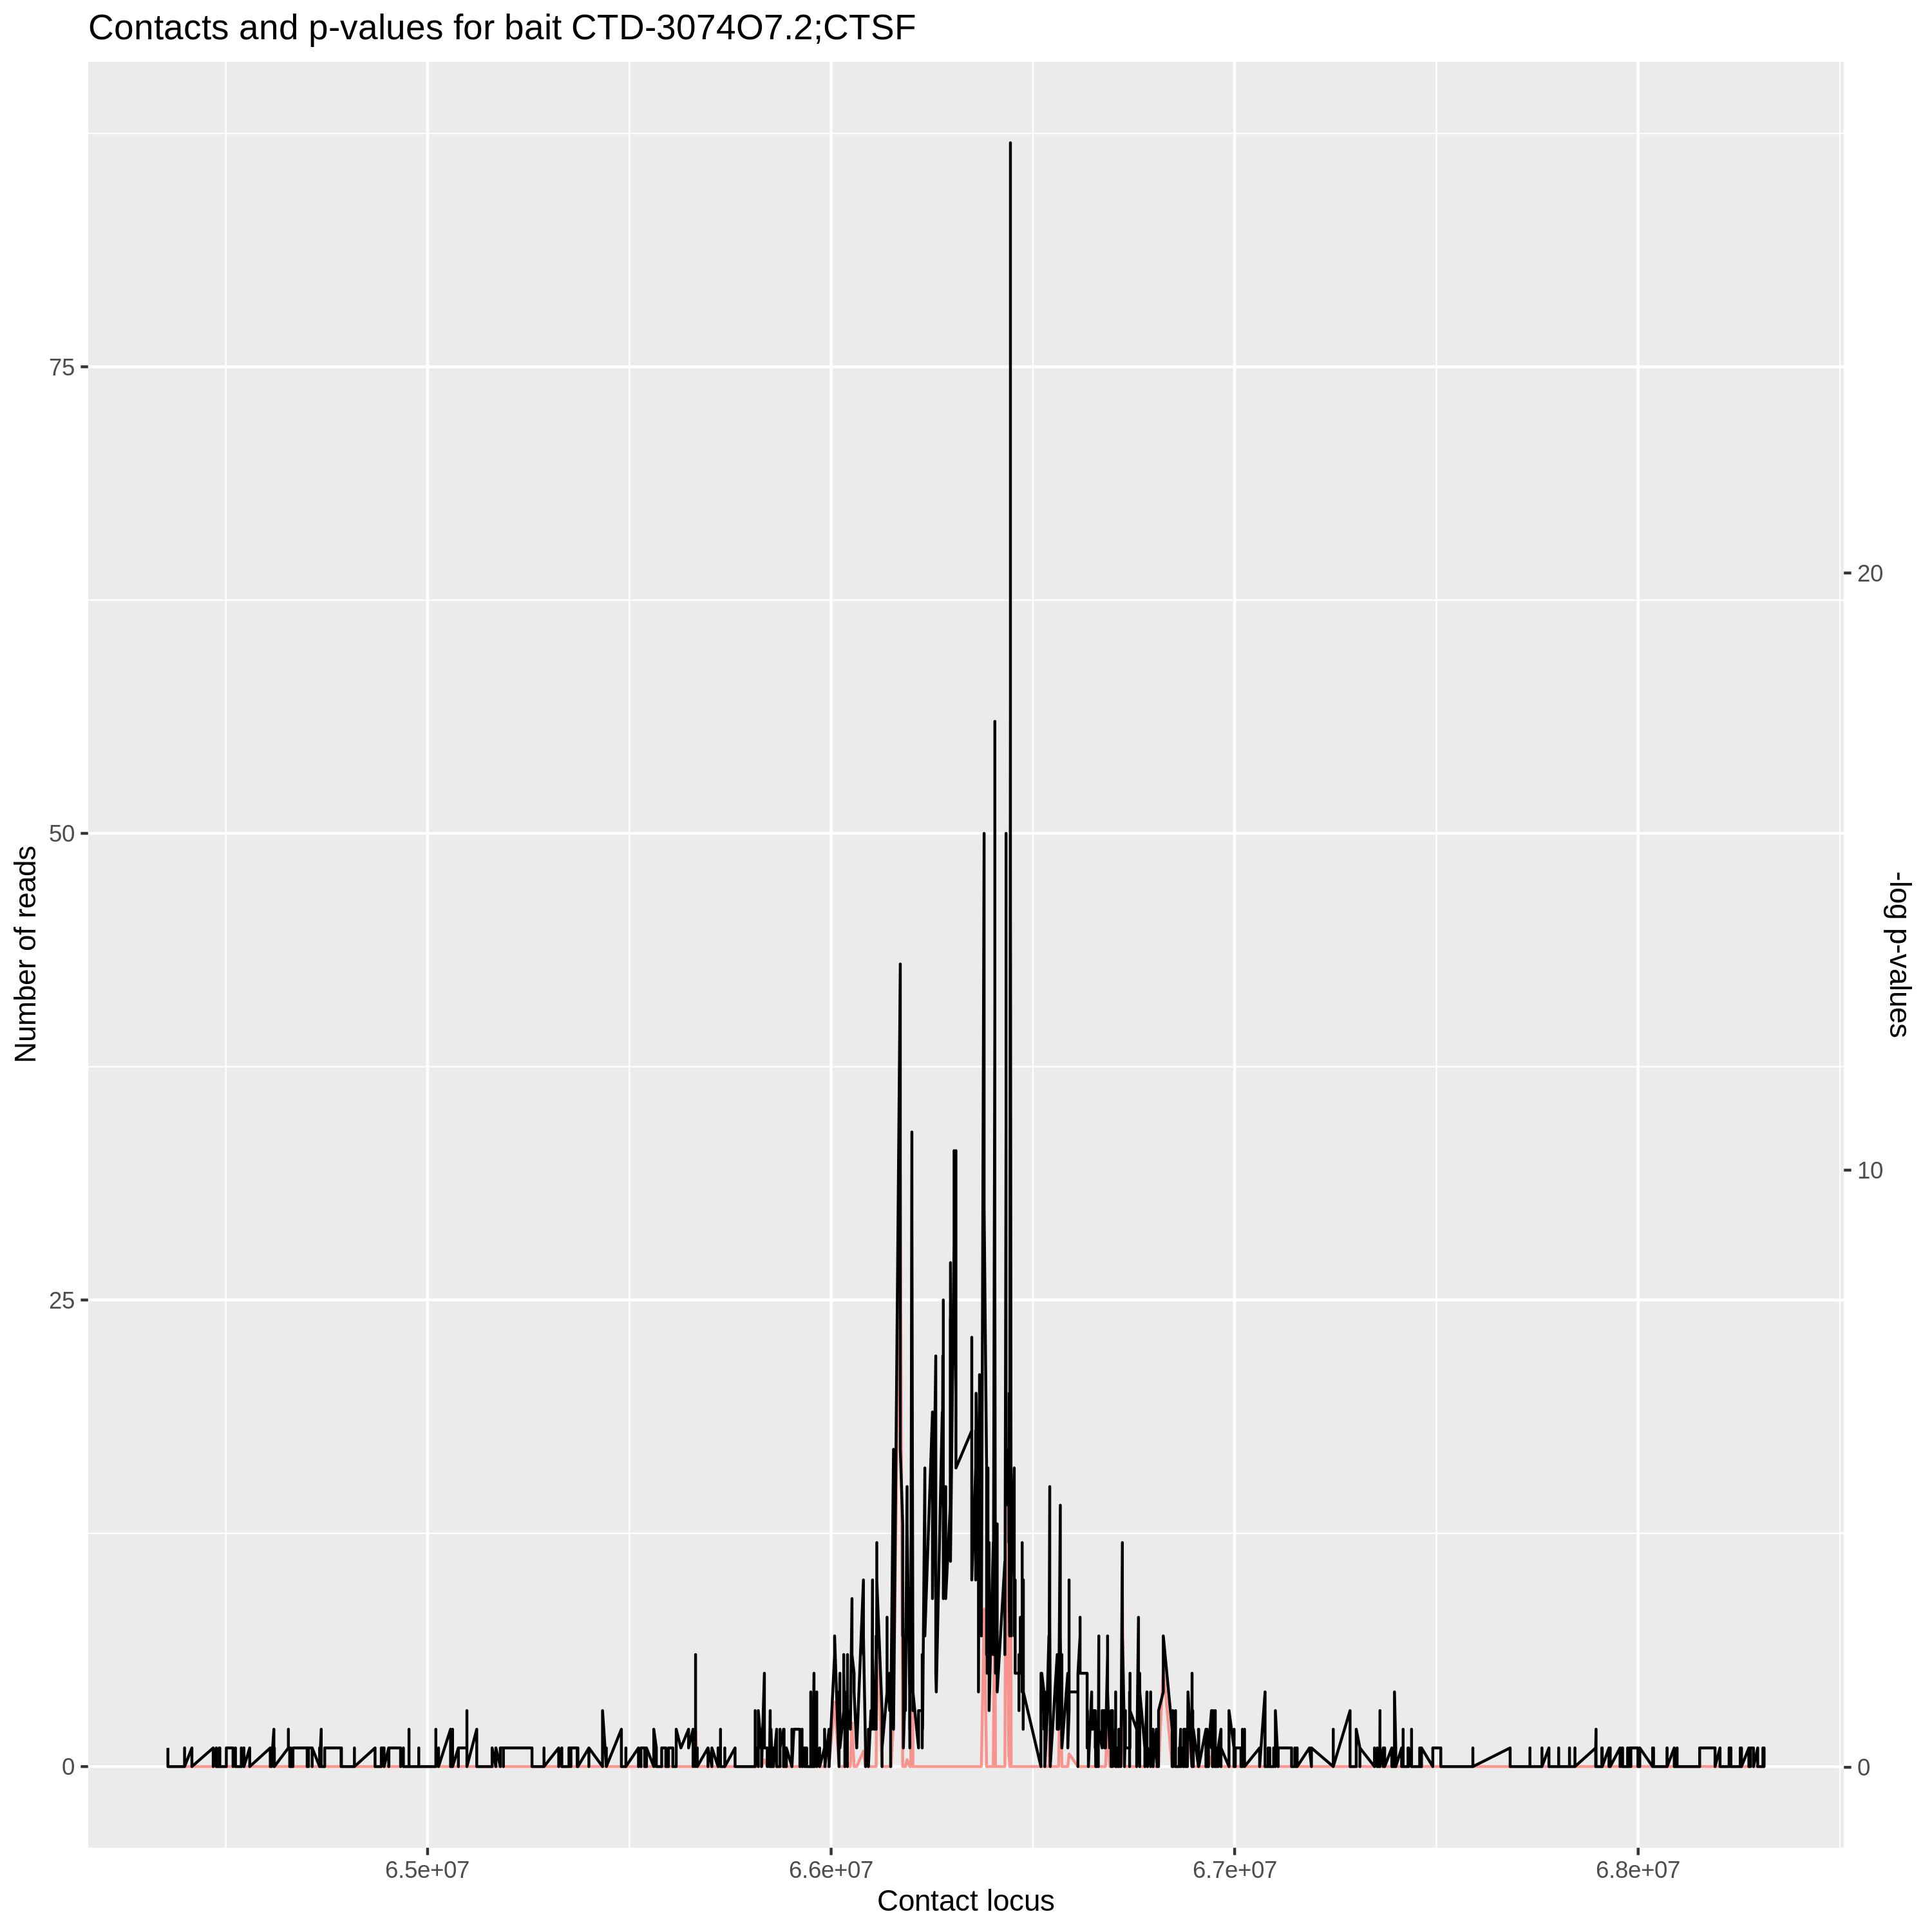 Contacts and p-values for bait CTD-3074O7.2;CTSF
75
50
25
0
Number of reads
20
10
0
-log p-values
6.5e+07
6.6e+07
6.7e+07
6.8e+07
Contact locus